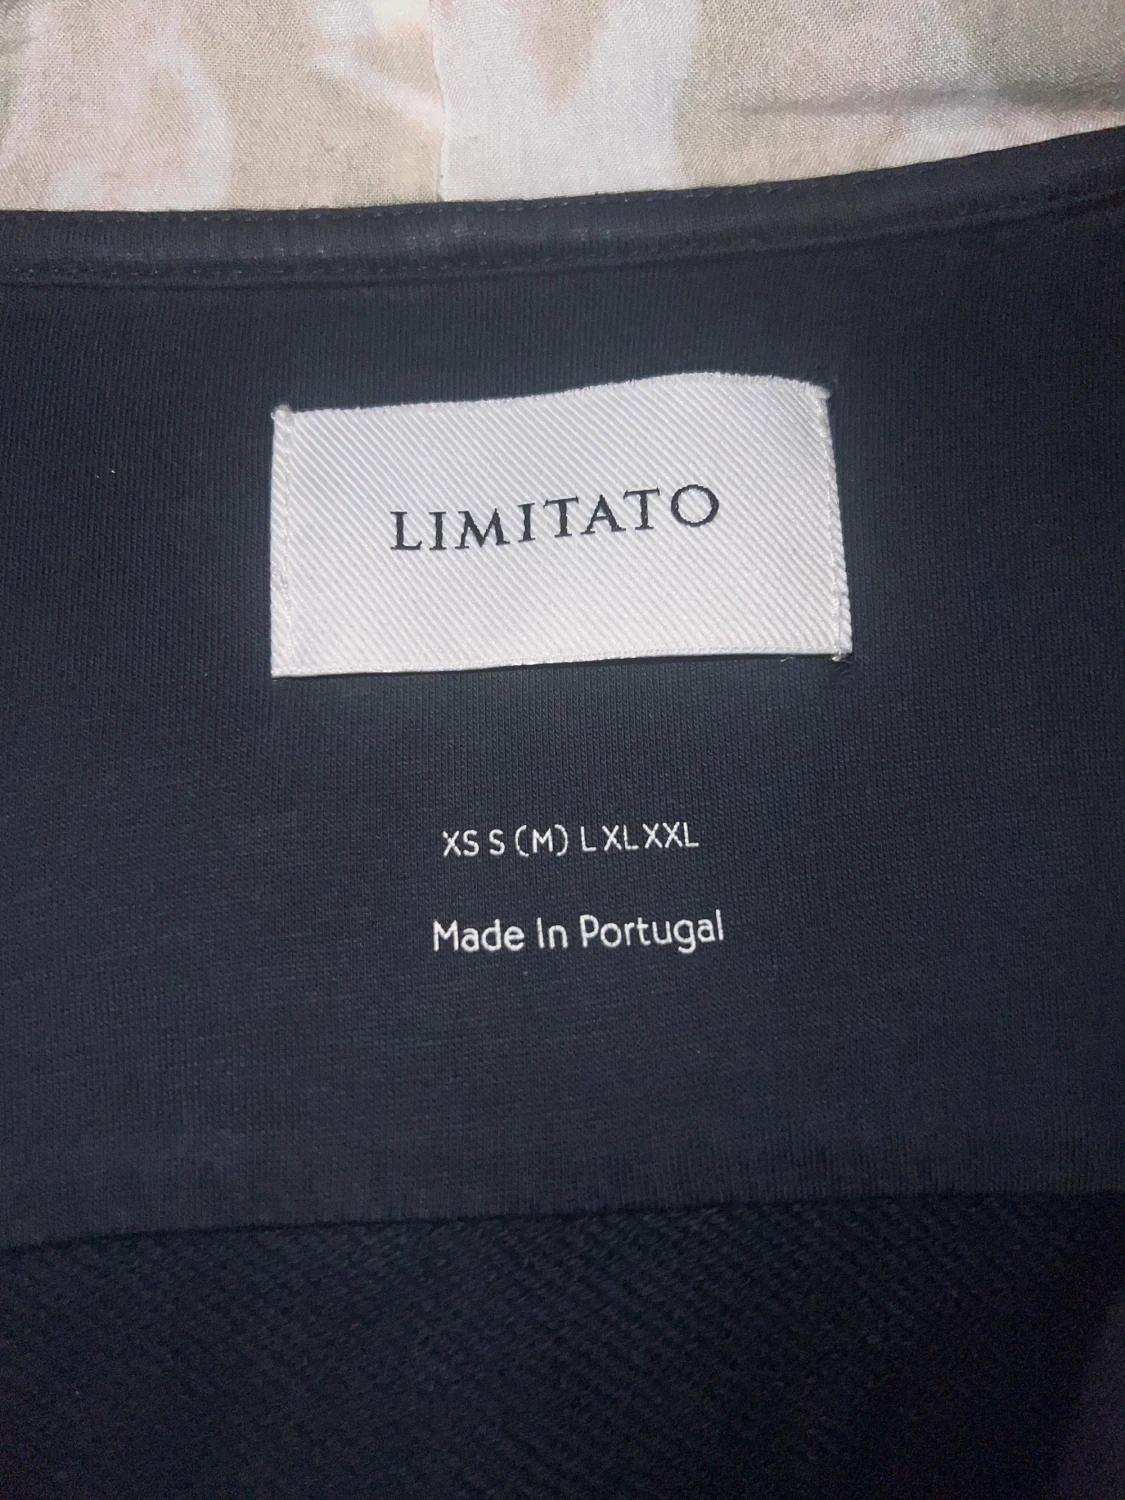 LIMITATO
XS S (M) L XL XXL
Made In Portugal